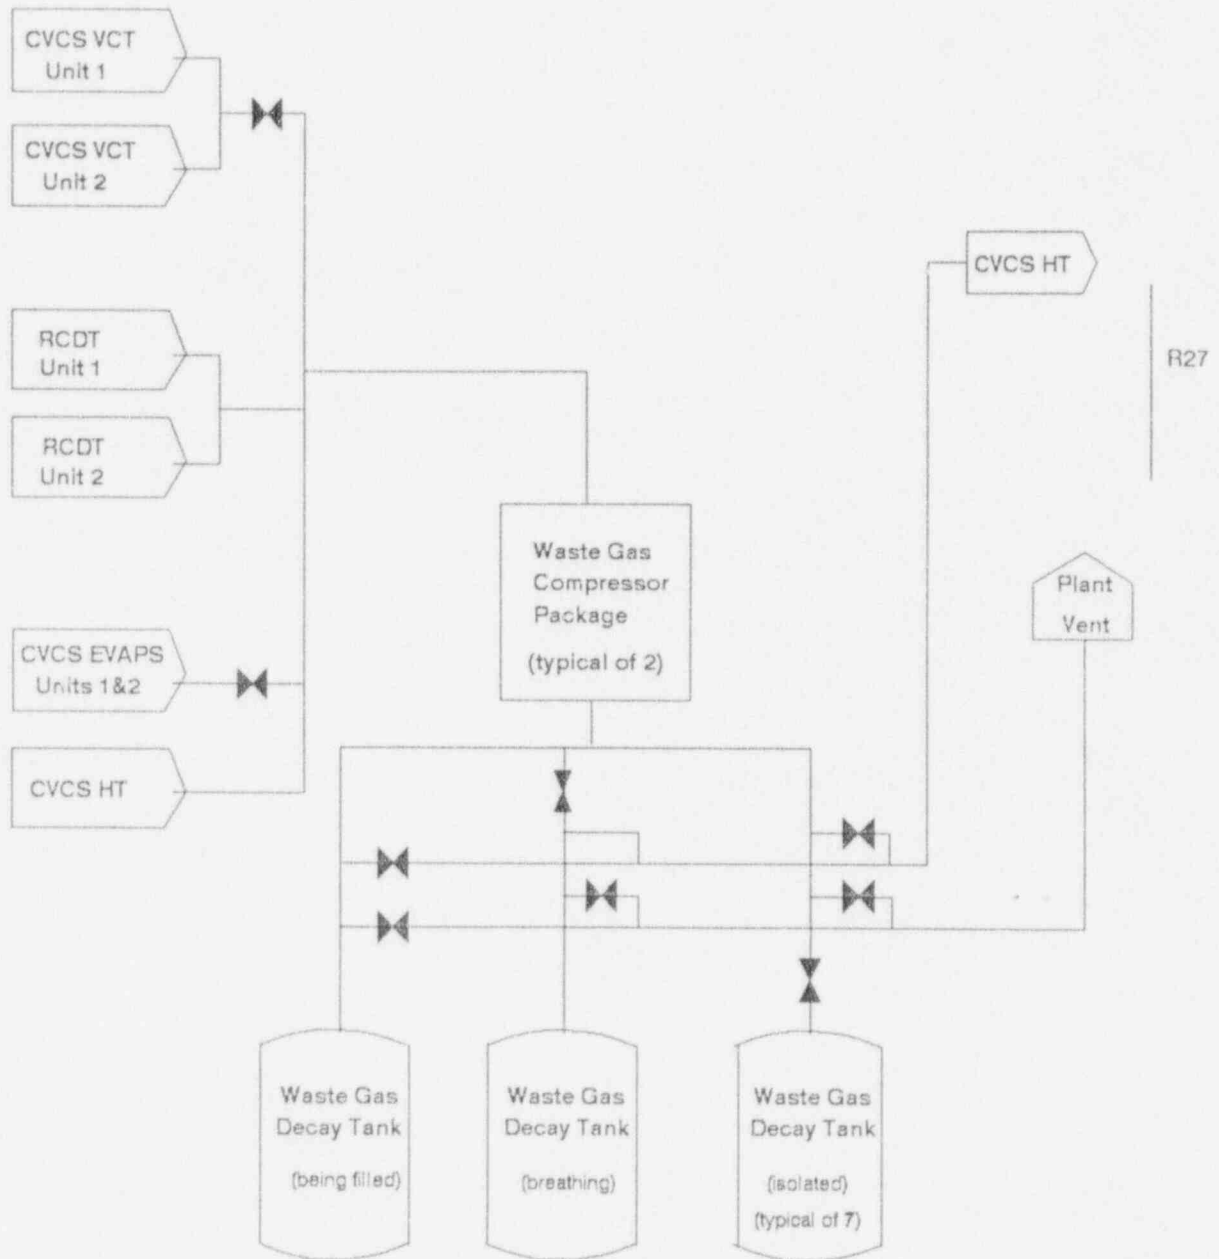 CVCS VCT
Unit 1
CVCS VCT
Unit 2
CVCS HT
RCDT
Unit 1
R27
RCDT
Unit 2
Waste Gas
Compressor
Package
(typical of 2)
Plant
Vent
CVCS EVAPS
Units 1&2
CVCS HT
Waste Gas
Decay Tank
(being filled)
Waste Gas
Decay Tank
(breathing)
Waste Gas
Decay Tank
(isolated)
(typical of 7)